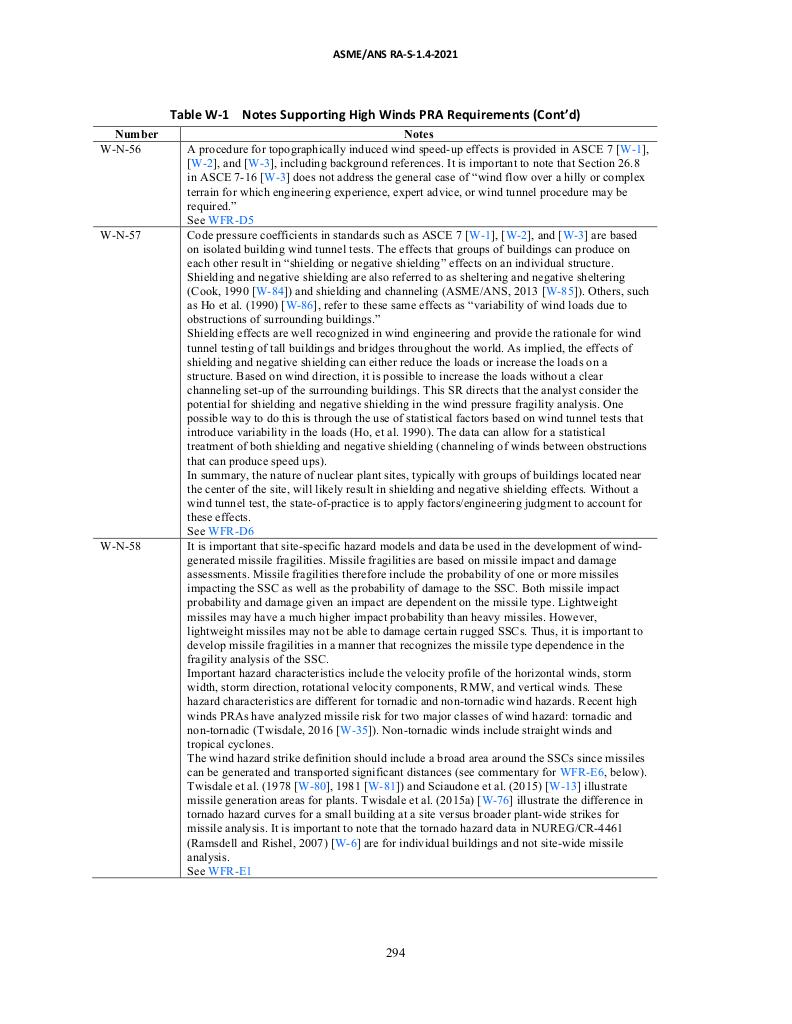 ASME/ANS RA-S-1.4-2021
Table W-1 Notes Supporting High Winds PRA Requirements (Cont’d)
Number Notes
W-N-56 A procedure for topographically induced wind speed-up effects is provided in ASCE 7 [W-1],
[W-2], and [W-3], including background references. It is important to note that Section 26.8
in ASCE 7-16 [W-3] does not address the general case of “wind flow over a hilly or complex
terrain for which engineering experience, expert advice, or wind tunnel procedure may be
required.”
See WFR-D5
W-N-57 Code pressure coefficients in standards such as ASCE 7 [W-1], [W-2], and [W-3] are based
on isolated building wind tunnel tests. The effects that groups of buildings can produce on
each other result in “shielding or negative shielding” effects on an individual structure.
Shielding and negative shielding are also referred to as sheltering and negative sheltering
(Cook, 1990 [W-84]) and shielding and channeling (ASME/ANS, 2013 [W-85]). Others, such
as Ho et al. (1990) [W-86], refer to these same effects as “variability of wind loads due to
obstructions of surrounding buildings.”
Shielding effects are well recognized in wind engineering and provide the rationale for wind
tunnel testing of tall buildings and bridges throughout the world. As implied, the effects of
shielding and negative shielding can either reduce the loads or increase the loads on a
structure. Based on wind direction, it is possible to increase the loads without a clear
channeling set-up of the surrounding buildings. This SR directs that the analyst consider the
potential for shielding and negative shielding in the wind pressure fragility analysis. One
possible way to do this is through the use of statistical factors based on wind tunnel tests that
introduce variability in the loads (Ho, et al. 1990). The data can allow for a statistical
treatment of both shielding and negative shielding (channeling of winds between obstructions
that can produce speed ups).
In summary, the nature of nuclear plant sites, typically with groups of buildings located near
the center of the site, will likely result in shielding and negative shielding effects. Without a
wind tunnel test, the state-of-practice is to apply factors/engineering judgment to account for
these effects.
See WFR-D6
W-N-58 It is important that site-specific hazard models and data be used in the development of wind-
generated missile fragilities. Missile fragilities are based on missile impact and damage
assessments. Missile fragilities therefore include the probability of one or more missiles
impacting the SSC as well as the probability of damage to the SSC. Both missile impact
probability and damage given an impact are dependent on the missile type. Lightweight
missiles may have a much higher impact probability than heavy missiles. However,
lightweight missiles may not be able to damage certain rugged SSCs. Thus, it is important to
develop missile fragilities in a manner that recognizes the missile type dependence in the
fragility analysis of the SSC.
Important hazard characteristics include the velocity profile of the horizontal winds, storm
width, storm direction, rotational velocity components, RMW, and vertical winds. These
hazard characteristics are different for tornadic and non-tornadic wind hazards. Recent high
winds PRAs have analyzed missile risk for two major classes of wind hazard: tornadic and
non-tornadic (Twisdale, 2016 [W-35]). Non-tornadic winds include straight winds and
tropical cyclones.
The wind hazard strike definition should include a broad area around the SSCs since missiles
can be generated and transported significant distances (see commentary for WFR-E6, below).
Twisdale et al. (1978 [W-80], 1981 [W-81]) and Sciaudone et al. (2015) [W-13] illustrate
missile generation areas for plants. Twisdale et al. (2015a) [W-76] illustrate the difference in
tornado hazard curves for a small building at a site versus broader plant-wide strikes for
missile analysis. It is important to note that the tornado hazard data in NUREG/CR-4461
(Ramsdell and Rishel, 2007) [W-6] are for individual buildings and not site-wide missile
analysis.
See WFR-E1
294